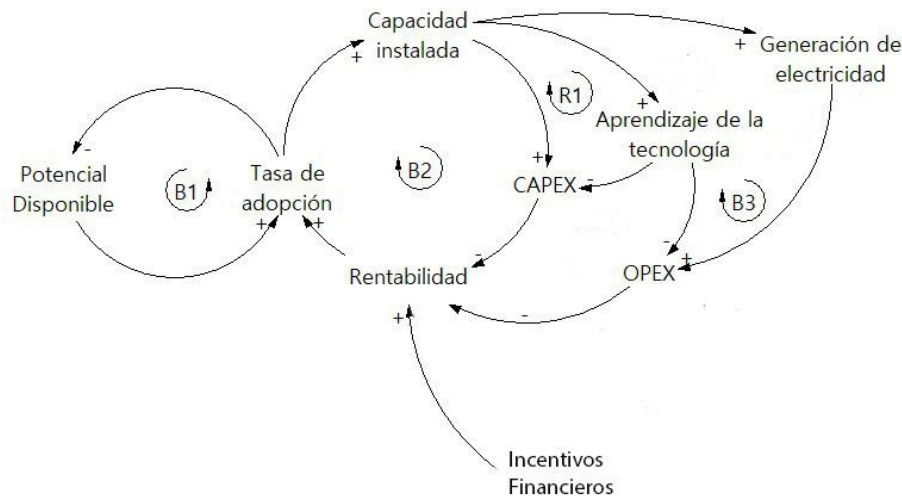 Capacidad
instalada
+
+
Generación de
electricidad
R1
+
Aprendizaje de la
tecnología
-
Potencial
Disponible
B1
Tasa de
adopción
+
+
B2
+
CAPEX
-
B3
-
Rentabilidad
-
+
OPEX
-
+
Incentivos
Financieros